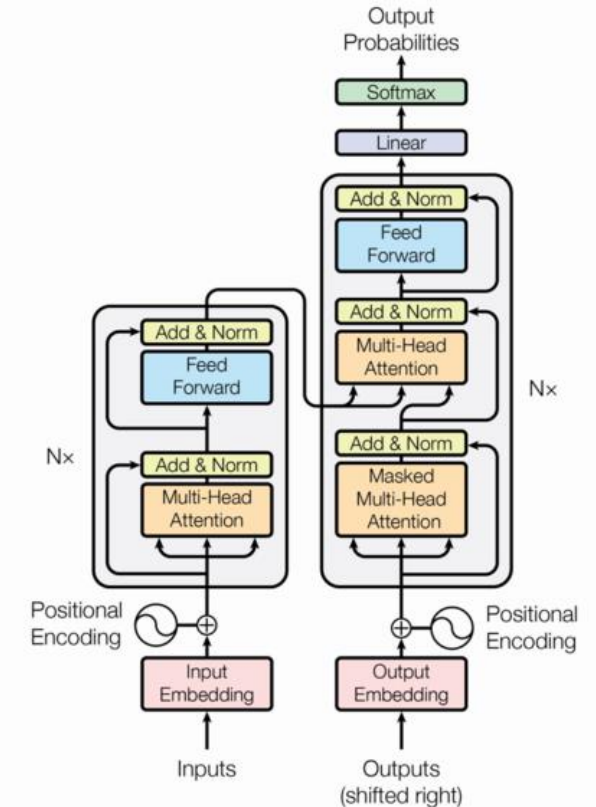 Output
Probabilities
Softmax
Linear
Add & Norm
Feed
Forward
Add & Norm
Multi-Head
Attention
Nx
Add & Norm
Masked
Multi-Head
Attention
Add & Norm
Feed
Forward
Nx
Add & Norm
Multi-Head
Attention
Positional
Encoding
Positional
Encoding
Input
Embedding
Output
Embedding
Inputs
Outputs
(shifted right)